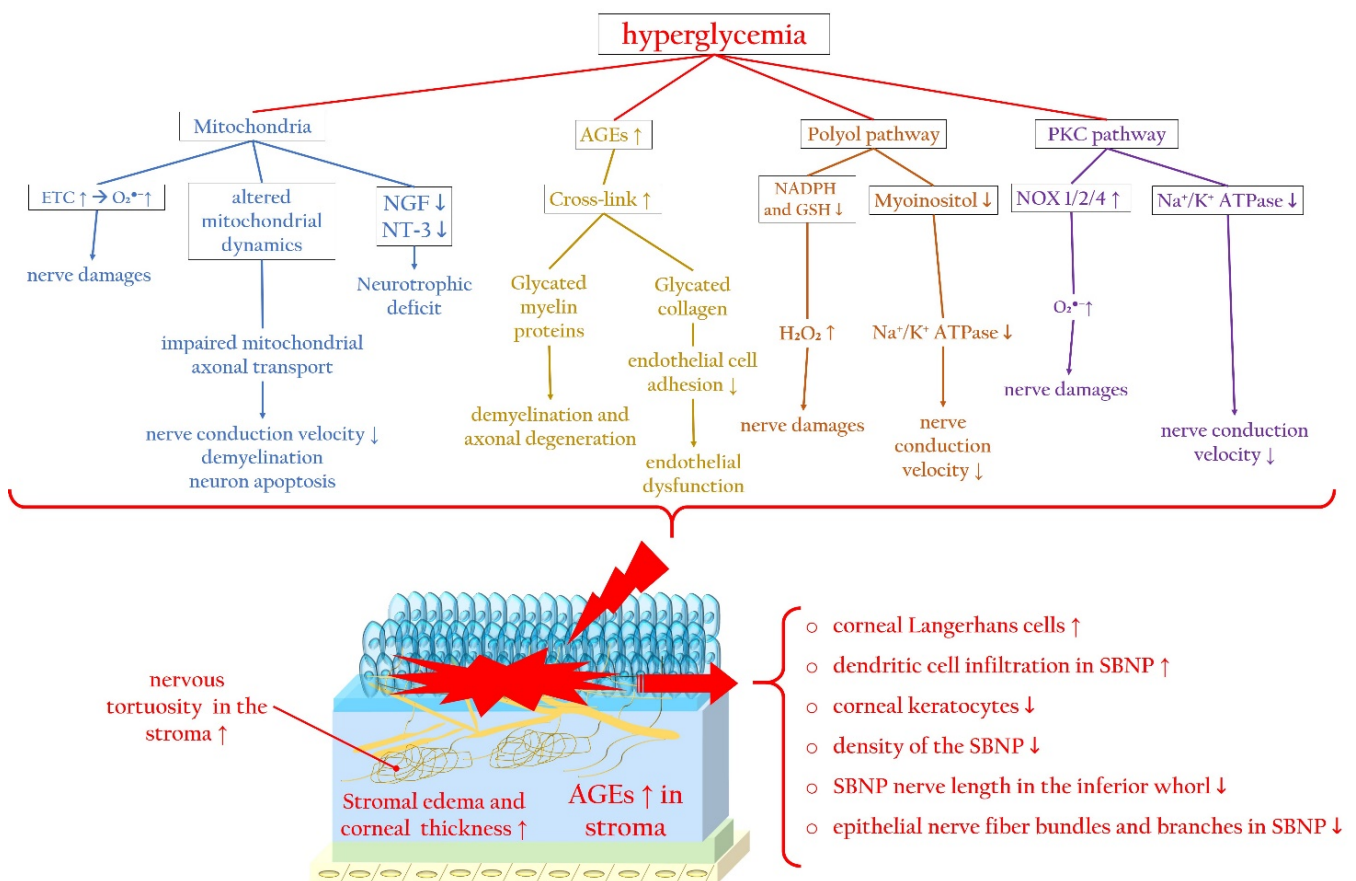 hyperglycemia
Mitochondria
AGEs ↑
Polyol pathway
PKC pathway
ETC ↑ → O₂•⁻↑
altered
mitochondrial
dynamics
NGF ↓
NT-3 ↓
Cross-link ↑
NADPH
and GSH ↓
Myoinositol ↓
NOX 1/2/4 ↑
Na⁺/K⁺ ATPase ↓
nerve damages
Neurotrophic
deficit
Glycated
myelin
proteins
Glycated
collagen
H₂O₂ ↑
Na⁺/K⁺ ATPase ↓
O₂•⁻↑
impaired mitochondrial
axonal transport
endothelial cell
adhesion ↓
nerve damages
nerve conduction velocity ↓
demyelination
neuron apoptosis
demyelination and
axonal degeneration
endothelial
dysfunction
nerve damages
nerve
conduction
velocity ↓
nerve conduction
velocity ↓
nervous
tortuosity in the
stroma ↑
Stromal edema and
corneal thickness ↑
AGEs ↑ in
stroma
○ corneal Langerhans cells ↑
○ dendritic cell infiltration in SBNP ↑
○ corneal keratocytes ↓
○ density of the SBNP ↓
○ SBNP nerve length in the inferior whorl ↓
○ epithelial nerve fiber bundles and branches in SBNP ↓